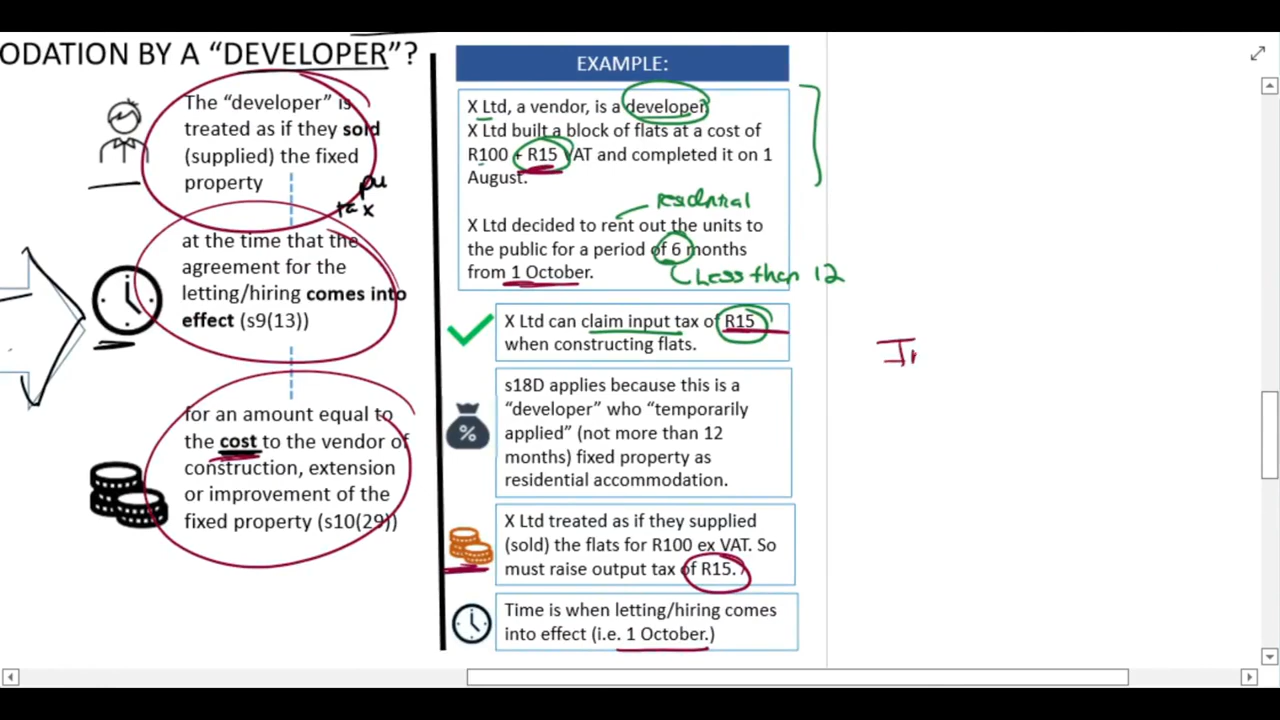 ODATION BY A “DEVELOPER”?
The “developer” is
treated as if they sold
(supplied) the fixed
property
pu
tax
at the time that the
agreement for the
letting/hiring comes into
effect (s9(13))
for an amount equal to
the cost to the vendor of
construction, extension
or improvement of the
fixed property (s10(29))
EXAMPLE:
X Ltd, a vendor, is a developer.
X Ltd built a block of flats at a cost of
R100 + R15 VAT and completed it on 1
August.
residential
X Ltd decided to rent out the units to
the public for a period of 6 months
from 1 October.
Less than 12
X Ltd can claim input tax of R15
when constructing flats.
s18D applies because this is a
“developer” who “temporarily
applied” (not more than 12
months) fixed property as
residential accommodation.
X Ltd treated as if they supplied
(sold) the flats for R100 ex VAT. So
must raise output tax of R15.
Time is when letting/hiring comes
into effect (i.e. 1 October.)